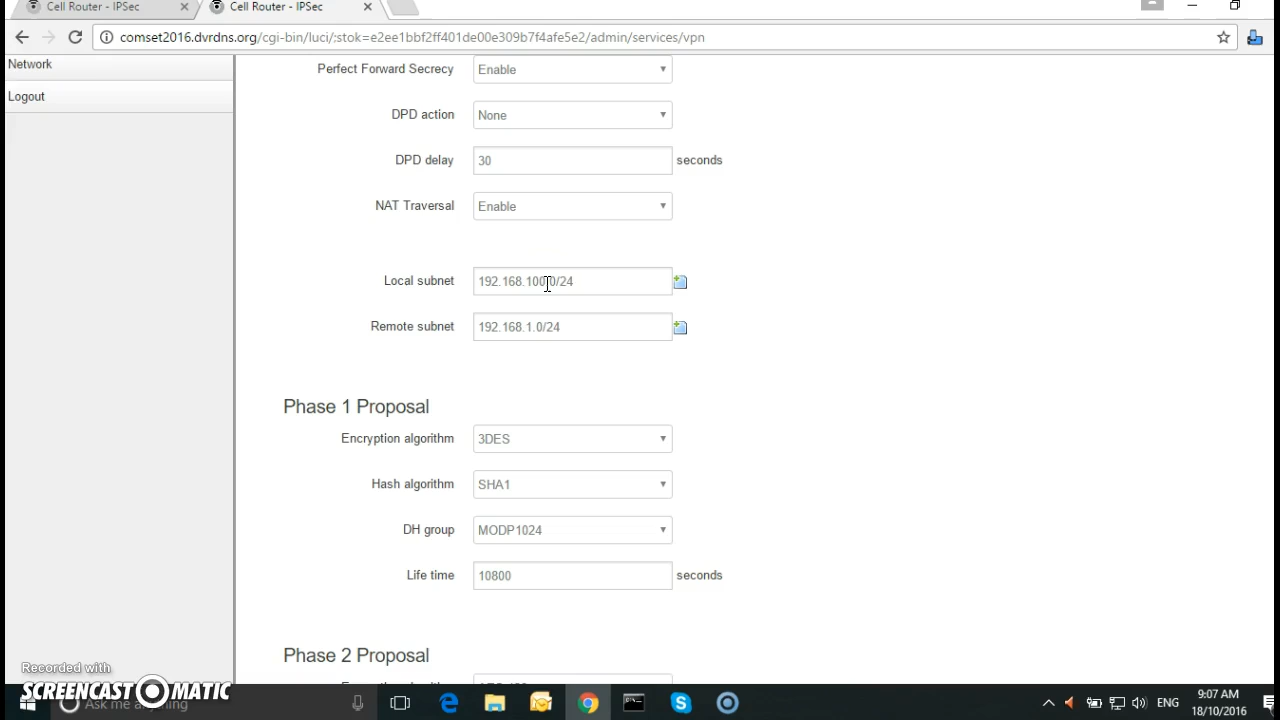 Cell Router - IPSec
Cell Router - IPSec
comset2016.dvrdns.org/cgi-bin/luci/;stok=e2ee1bbf2ff401de00e309b7f4afe5e2/admin/services/vpn
Network
Logout
Perfect Forward Secrecy Enable
DPD action None
DPD delay 30 seconds
NAT Traversal Enable
Local subnet 192.168.100.0/24
Remote subnet 192.168.1.0/24
Phase 1 Proposal
Encryption algorithm 3DES
Hash algorithm SHA1
DH group MODP1024
Life time 10800 seconds
Phase 2 Proposal
Recorded with
SCREENCAST-O-MATIC
Ask me anything
ENG
9:07 AM
18/10/2016